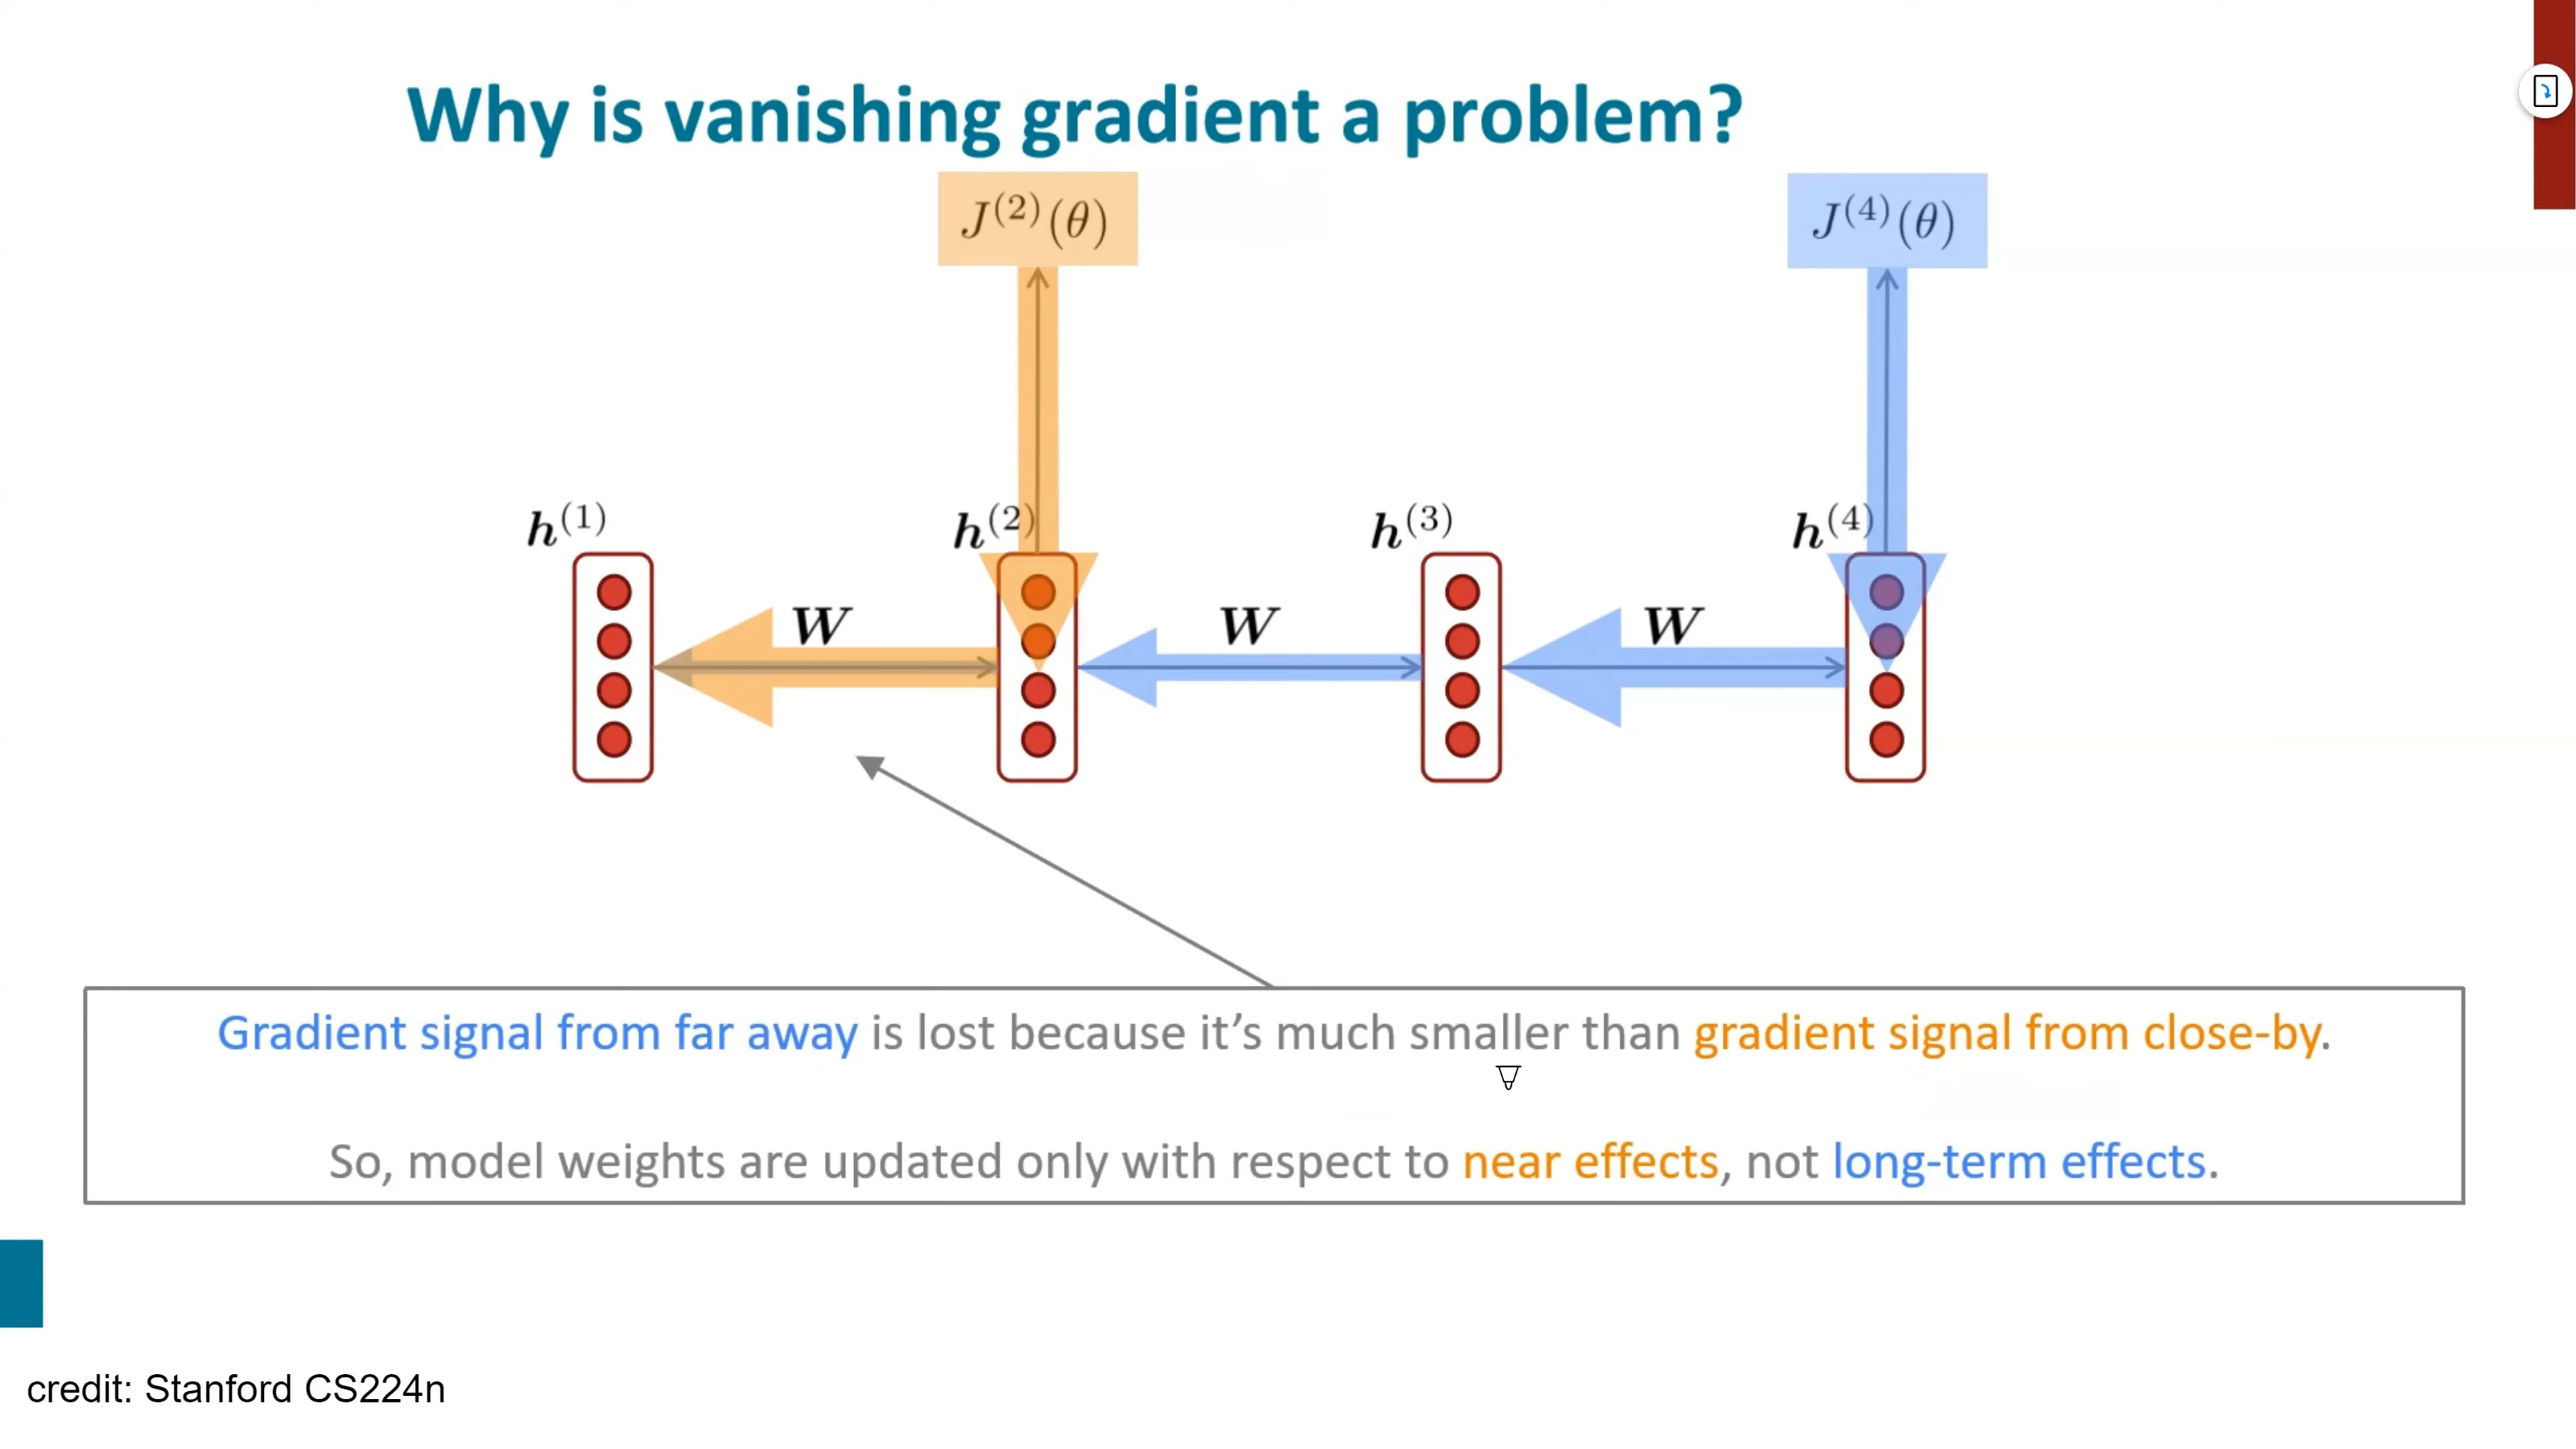 Why is vanishing gradient a problem?
J^{(2)}(θ)
J^{(4)}(θ)
h^{(1)}
h^{(2)}
h^{(3)}
h^{(4)}
W
W
W
Gradient signal from far away is lost because it’s much smaller than gradient signal from close-by.
So, model weights are updated only with respect to near effects, not long-term effects.
credit: Stanford CS224n